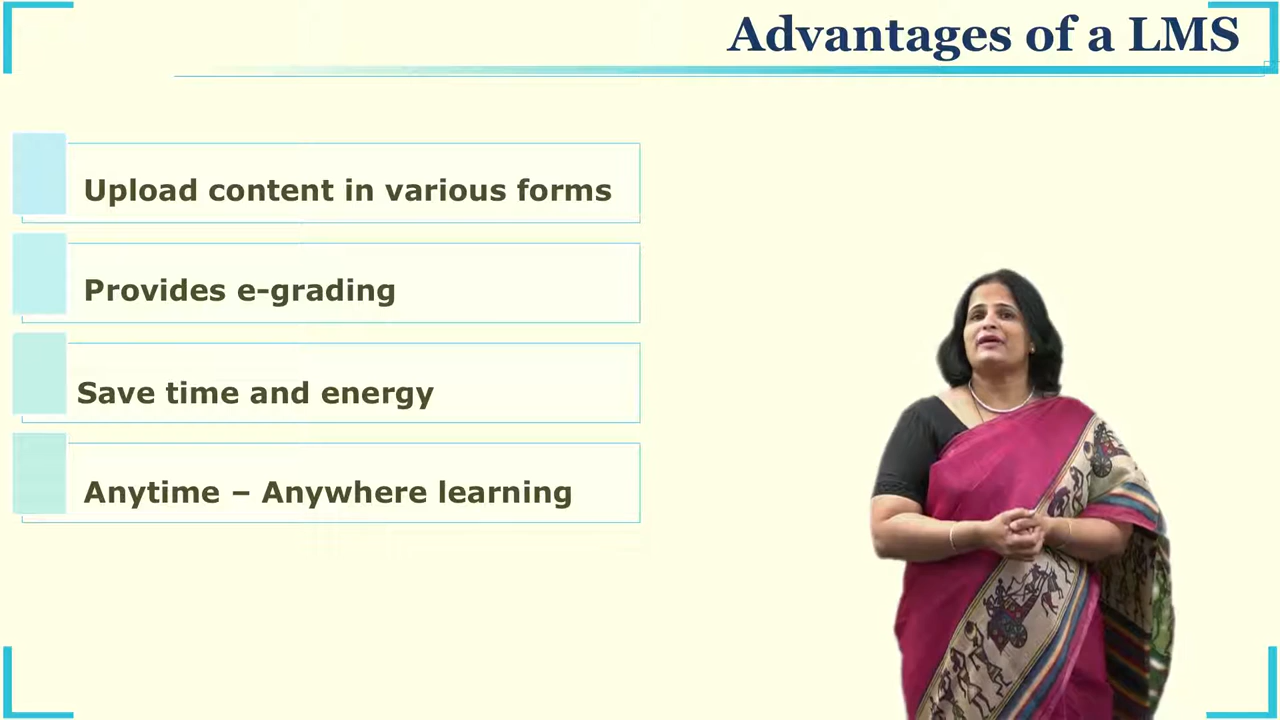 Advantages of a LMS
Upload content in various forms
Provides e-grading
Save time and energy
Anytime – Anywhere learning